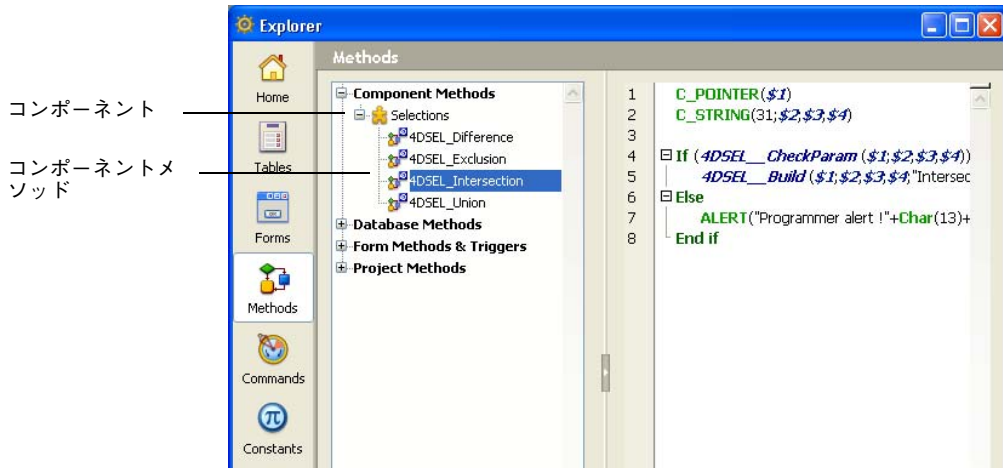 Explorer
Methods
コンポーネント
コンポーネントメ
ソッド
Home
Tables
Forms
Methods
Commands
Constants
Component Methods
Selections
4DSEL_Difference
4DSEL_Exclusion
4DSEL_Intersection
4DSEL_Union
Database Methods
Form Methods & Triggers
Project Methods
1 C_POINTER($1)
2 C_STRING(31;$2;$3;$4)
3
4 If (4DSEL__CheckParam ($1;$2;$3;$4))
5 4DSEL__Build ($1;$2;$3;$4;"Intersec
6 Else
7 ALERT("Programmer alert !"+Char(13)+
8 End if